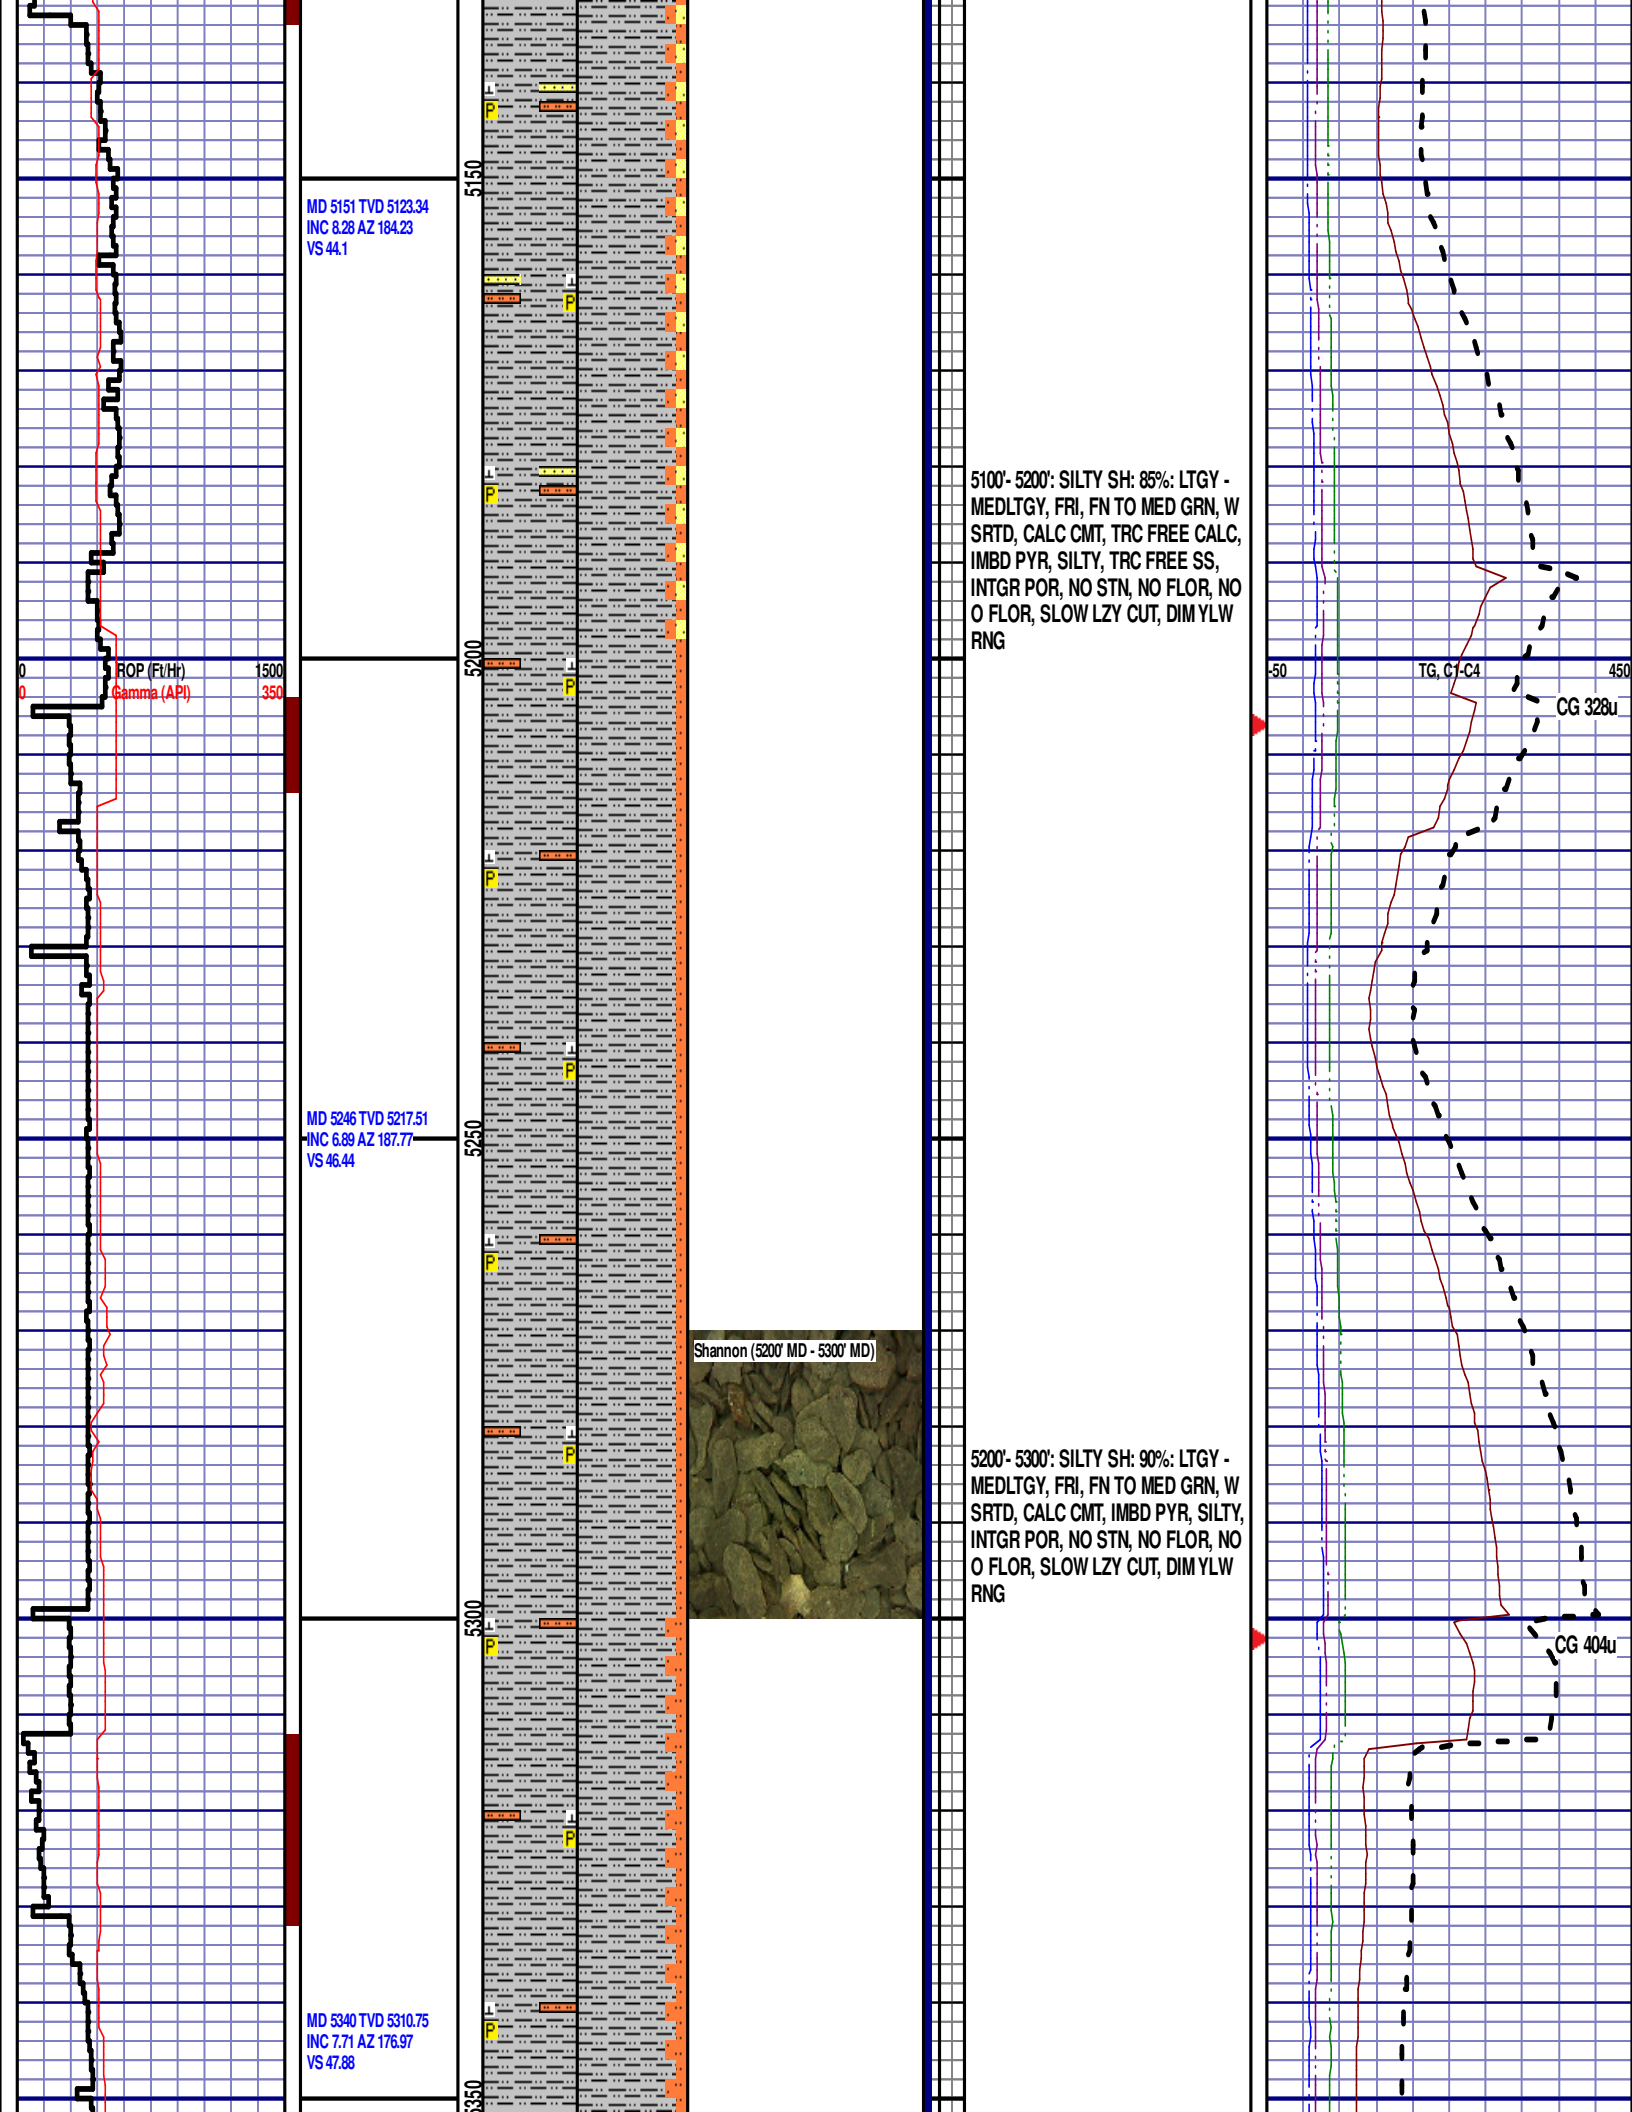 5150
MD 5151 TVD 5123.34
INC 8.28 AZ 184.23
VS 44.1
P
P
P
5100'- 5200': SILTY SH: 85%: LTGY -
MEDLTGY, FRI, FN TO MED GRN, W
SRTD, CALC CMT, TRC FREE CALC,
IMBD PYR, SILTY, TRC FREE SS,
INTGR POR, NO STN, NO FLOR, NO
O FLOR, SLOW LZY CUT, DIM YLW
RNG
5200
0 ROP (Ft/Hr) 1500
0 Gamma (API) 350
-50 TG, C1-C4 450
P
CG 328u
P
P
MD 5246 TVD 5217.51
INC 6.89 AZ 187.77
VS 46.44
5250
P
Shannon (5200' MD - 5300' MD)
P
5200'- 5300': SILTY SH: 90%: LTGY -
MEDLTGY, FRI, FN TO MED GRN, W
SRTD, CALC CMT, IMBD PYR, SILTY,
INTGR POR, NO STN, NO FLOR, NO
O FLOR, SLOW LZY CUT, DIM YLW
RNG
5300
P
CG 404u
P
MD 5340 TVD 5310.75
INC 7.71 AZ 176.97
VS 47.88
P
5350